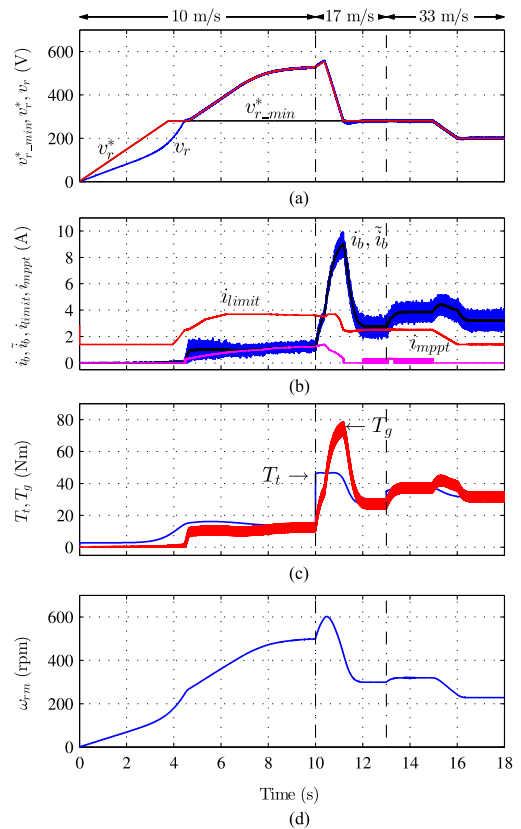 10 m/s 17 m/s 33 m/s
v*r_min, v*r, vr (V)
600
400
200
0
v*r
vr
v*r_min
(a)
ib, ĩb, ilimit, imppt (A)
10
8
6
4
2
0
ilimit
ib, ĩb
imppt
(b)
Tt, Tg (Nm)
80
60
40
20
0
Tt →
← Tg
(c)
ωrm (rpm)
600
400
200
0
0 2 4 6 8 10 12 14 16 18
Time (s)
(d)